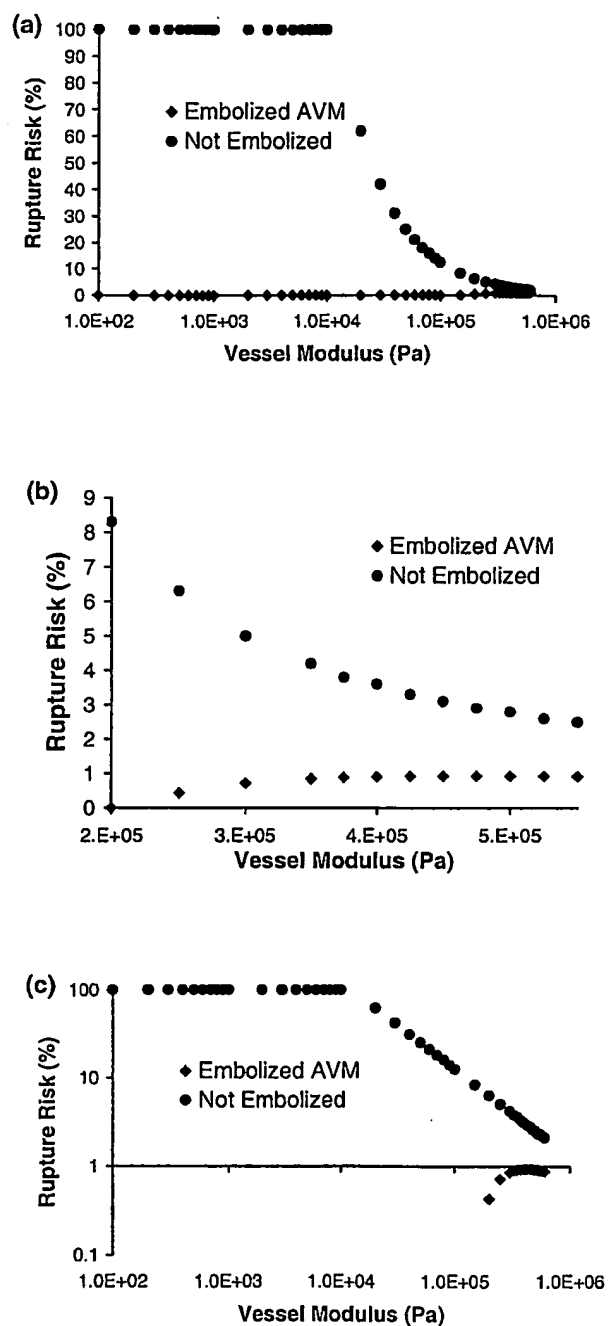 (a)
Rupture Risk (%)
100
90
80
70
60
50
40
30
20
10
0
Embolized AVM
Not Embolized
1.0E+02 1.0E+03 1.0E+04 1.0E+05 1.0E+06
Vessel Modulus (Pa)
(b)
Rupture Risk (%)
9
8
7
6
5
4
3
2
1
0
Embolized AVM
Not Embolized
2.E+05 3.E+05 4.E+05 5.E+05
Vessel Modulus (Pa)
(c)
Rupture Risk (%)
100
10
1
0.1
Embolized AVM
Not Embolized
1.0E+02 1.0E+03 1.0E+04 1.0E+05 1.0E+06
Vessel Modulus (Pa)